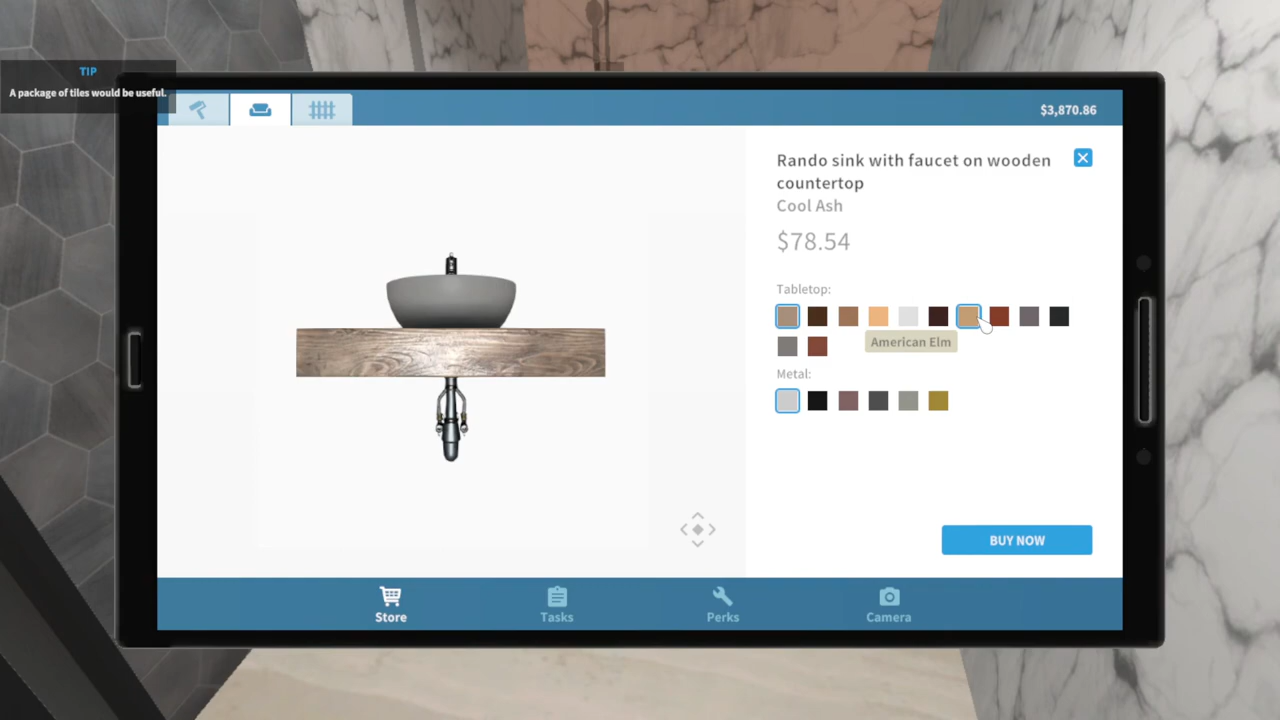 TIP
A package of tiles would be useful.
$3,870.86
Rando sink with faucet on wooden
countertop
Cool Ash
$78.54
Tabletop:
American Elm
Metal:
BUY NOW
Store
Tasks
Perks
Camera